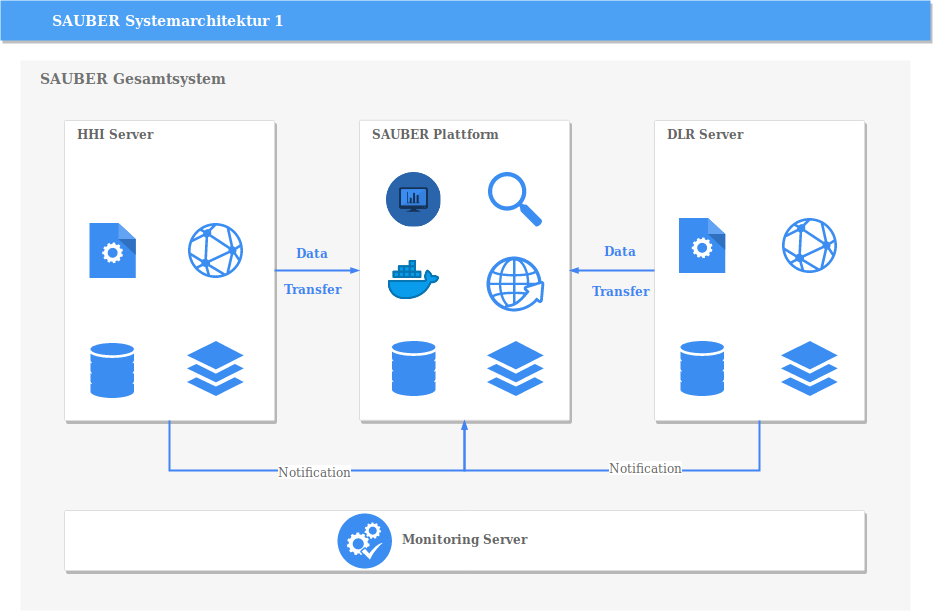 SAUBER Systemarchitektur 1
SAUBER Gesamtsystem
HHI Server
SAUBER Plattform
DLR Server
Data
Transfer
Data
Transfer
Notification
Notification
Monitoring Server